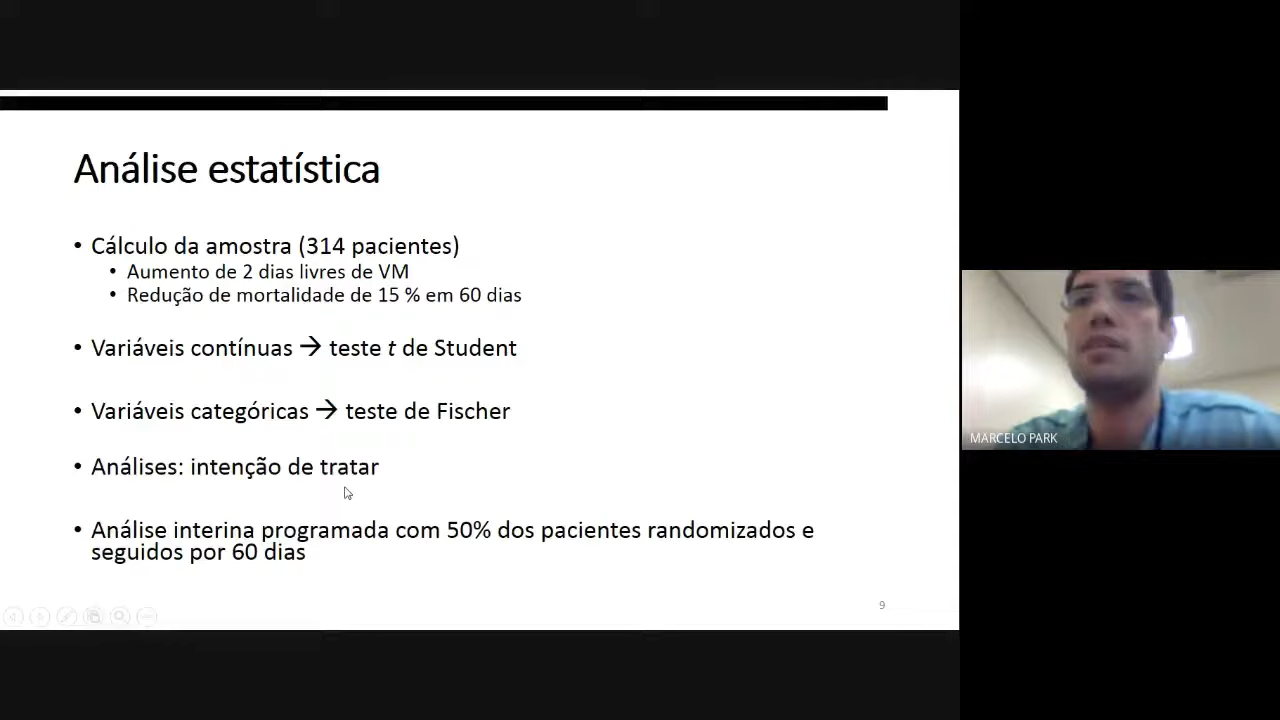 Análise estatística
• Cálculo da amostra (314 pacientes)
• Aumento de 2 dias livres de VM
• Redução de mortalidade de 15 % em 60 dias
• Variáveis contínuas → teste t de Student
• Variáveis categóricas → teste de Fischer
• Análises: intenção de tratar
• Análise interina programada com 50% dos pacientes randomizados e
seguidos por 60 dias
9
MARCELO PARK